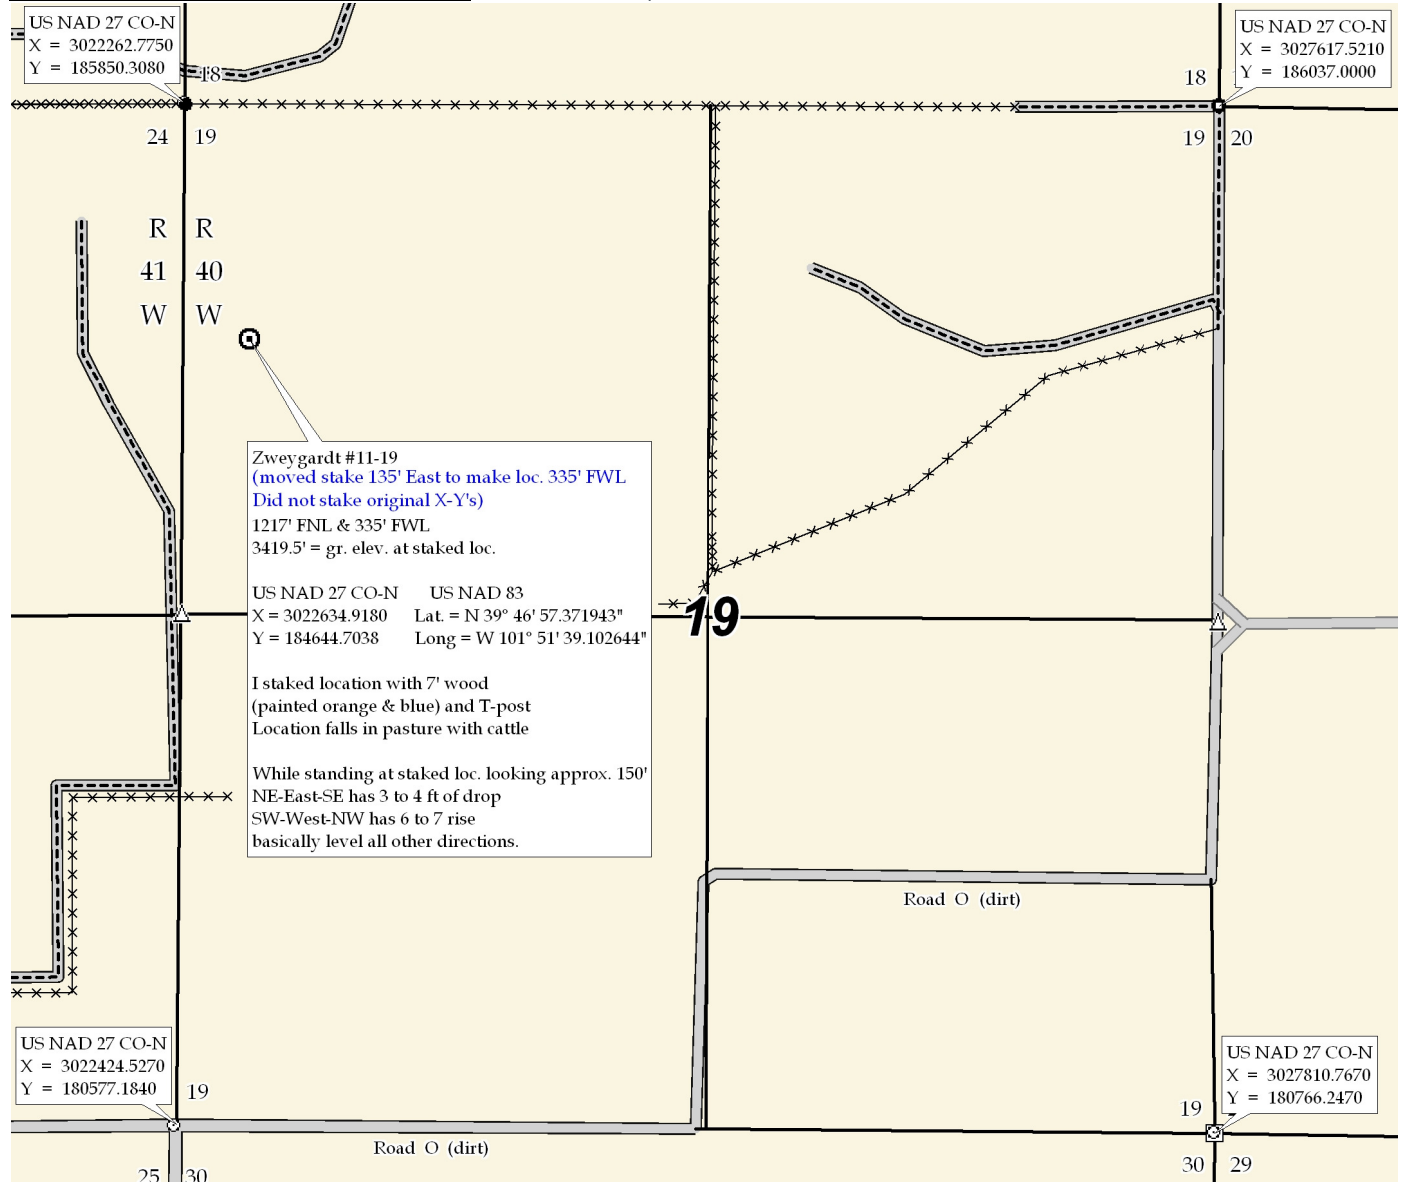 US NAD 27 CO-N
X = 3022262.7750
Y = 185850.3080
18
24 19
US NAD 27 CO-N
X = 3027617.5210
Y = 186037.0000
18
19 20
R R
41 40
W W
Zweygardt #11-19
(moved stake 135' East to make loc. 335' FWL
Did not stake original X-Y's)
1217' FNL & 335' FWL
3419.5' = gr. elev. at staked loc.
US NAD 27 CO-N US NAD 83
X = 3022634.9180 Lat. = N 39° 46' 57.371943"
Y = 184644.7038 Long = W 101° 51' 39.102644"
I staked location with 7' wood
(painted orange & blue) and T-post
Location falls in pasture with cattle
While standing at staked loc. looking approx. 150'
NE-East-SE has 3 to 4 ft of drop
SW-West-NW has 6 to 7 rise
basically level all other directions.
19
Road O (dirt)
US NAD 27 CO-N
X = 3022424.5270
Y = 180577.1840
19
Road O (dirt)
25 30
US NAD 27 CO-N
X = 3027810.7670
Y = 180766.2470
19
30 29